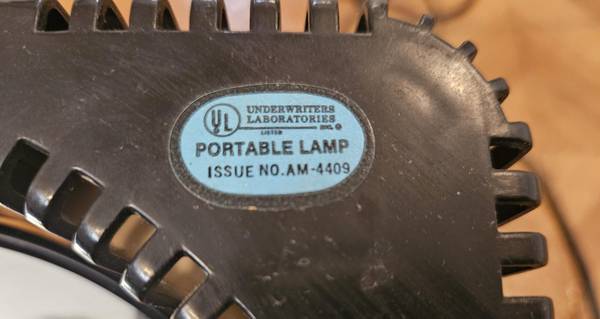 UL
UNDERWRITERS
LABORATORIES
LISTED INC. ®
PORTABLE LAMP
ISSUE NO.AM-4409